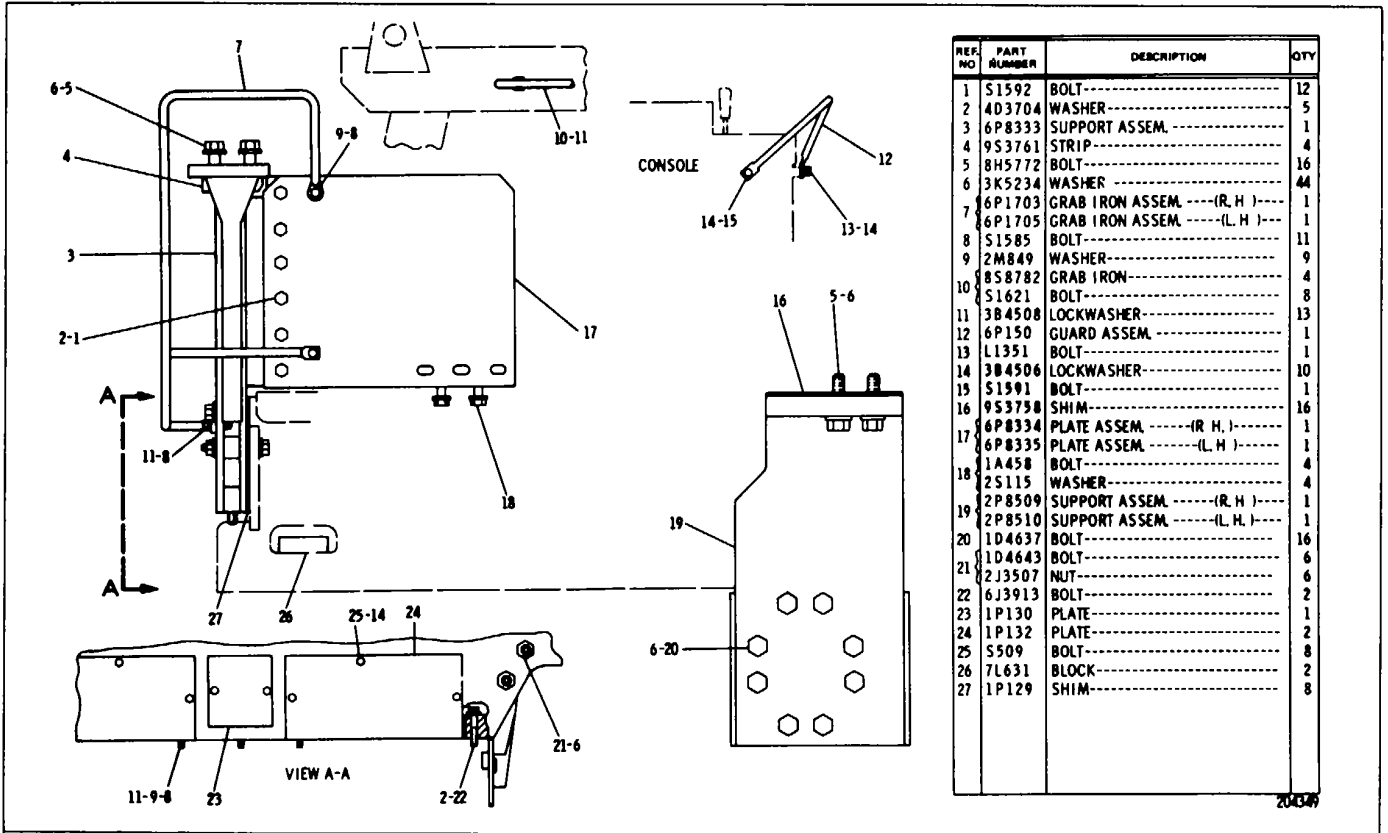 7
6-5
4
9-8
10-11
CONSOLE
12
14-15
13-14
3
2-1
17
16
5-6
A
11-8
18
19
A
27
26
25-14
24
6-20
21-6
VIEW A-A
11-9-8
23
2-22
REF. NO PART NUMBER DESCRIPTION QTY
1 S1592 BOLT 12
2 4D3704 WASHER 5
3 6P8333 SUPPORT ASSEM. 1
4 9S3761 STRIP 4
5 8H5772 BOLT 16
6 3K5234 WASHER 44
7 6P1703 GRAB IRON ASSEM. ----(R.H.) 1
6P1705 GRAB IRON ASSEM. ----(L.H.) 1
8 S1585 BOLT 11
9 2M849 WASHER 9
10 8S8782 GRAB IRON 4
S1621 BOLT 8
11 3B4508 LOCKWASHER 13
12 6P150 GUARD ASSEM. 1
13 L1351 BOLT 1
14 3B4506 LOCKWASHER 10
15 S1591 BOLT 1
16 9S3758 SHIM 16
17 6P8334 PLATE ASSEM. ------(R.H.) 1
6P8335 PLATE ASSEM. ------(L.H.) 1
18 1A458 BOLT 4
2S115 WASHER 4
19 2P8509 SUPPORT ASSEM. ------(R.H.) 1
2P8510 SUPPORT ASSEM. ------(L.H.) 1
20 1D4637 BOLT 16
21 1D4643 BOLT 6
2J3507 NUT 6
22 6J3913 BOLT 2
23 1P130 PLATE 1
24 1P132 PLATE 2
25 S509 BOLT 8
26 7L631 BLOCK 2
27 1P129 SHIM 8
204349